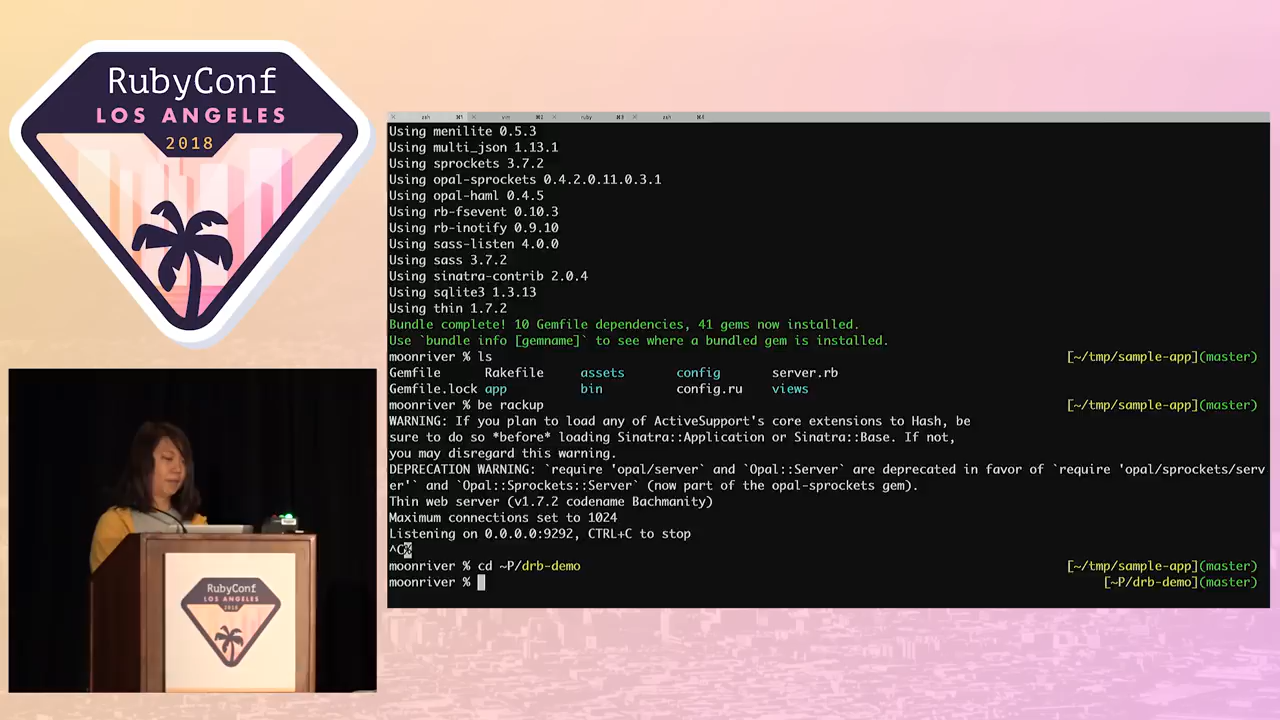 RubyConf
LOS ANGELES
2018
zsh ⌘1 vim ⌘2 ruby ⌘3 zsh ⌘4
Using menilite 0.5.3
Using multi_json 1.13.1
Using sprockets 3.7.2
Using opal-sprockets 0.4.2.0.11.0.3.1
Using opal-haml 0.4.5
Using rb-fsevent 0.10.3
Using rb-inotify 0.9.10
Using sass-listen 4.0.0
Using sass 3.7.2
Using sinatra-contrib 2.0.4
Using sqlite3 1.3.13
Using thin 1.7.2
Bundle complete! 10 Gemfile dependencies, 41 gems now installed.
Use `bundle info [gemname]` to see where a bundled gem is installed.
moonriver % ls [~/tmp/sample-app](master)
Gemfile Rakefile assets config server.rb
Gemfile.lock app bin config.ru views
moonriver % be rackup [~/tmp/sample-app](master)
WARNING: If you plan to load any of ActiveSupport's core extensions to Hash, be
sure to do so *before* loading Sinatra::Application or Sinatra::Base. If not,
you may disregard this warning.
DEPRECATION WARNING: `require 'opal/server` and `Opal::Server` are deprecated in favor of `require 'opal/sprockets/serv
er'` and `Opal::Sprockets::Server` (now part of the opal-sprockets gem).
Thin web server (v1.7.2 codename Bachmanity)
Maximum connections set to 1024
Listening on 0.0.0.0:9292, CTRL+C to stop
^C%
moonriver % cd ~P/drb-demo [~/tmp/sample-app](master)
moonriver % [~P/drb-demo](master)
RubyConf
LOS ANGELES
2018